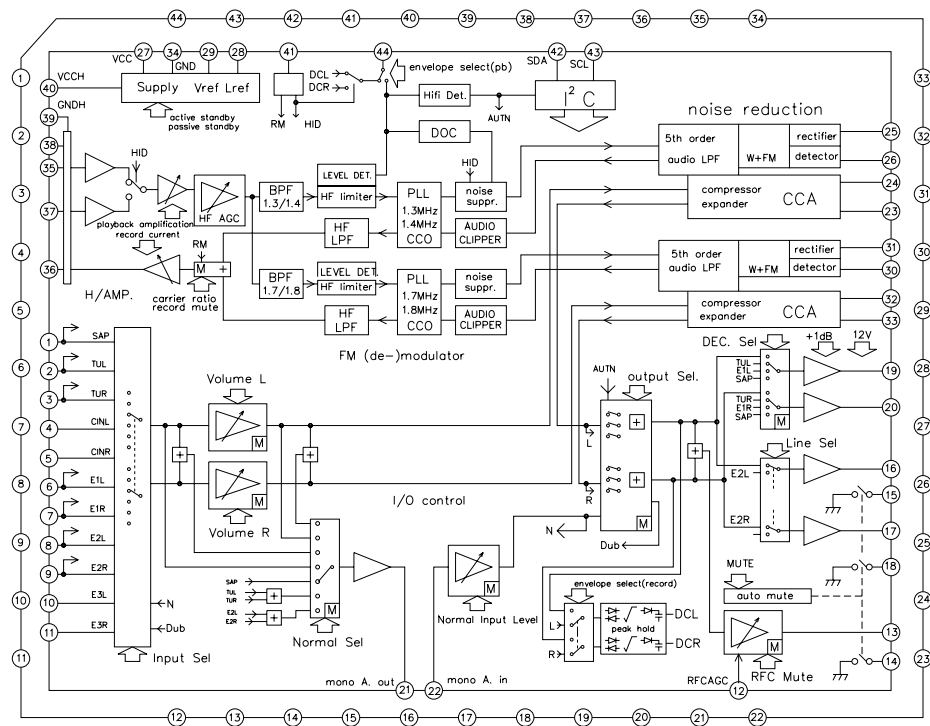 44 43 42 41 40 39 38 37 36 35 34
VCC 27 34 29 28 41 44 42 43
GND SDA SCL
1 33
VCCH
40
Supply Vref Lref
DCL
DCR
envelope select(pb)
Hifi Det.
I² C
GNDH
39
active standby
passive standby
RM HID
AUTN
noise reduction
2 32
38
DOC
5th order
audio LPF
W+FM
rectifier
detector
25
26
35
HID
HID
3 31
HF AGC
BPF
1.3/1.4
LEVEL DET.
HF limiter
PLL
1.3MHz
1.4MHz
CCO
noise
suppr.
compressor
expander
CCA
24
23
37
playback amplification
record current
HF
LPF
AUDIO
CLIPPER
4 30
RM
M +
36
H/AMP.
carrier ratio
record mute
BPF
1.7/1.8
LEVEL DET.
HF limiter
PLL
1.7MHz
1.8MHz
CCO
noise
suppr.
5th order
audio LPF
W+FM
rectifier
detector
31
30
5 29
HF
LPF
AUDIO
CLIPPER
compressor
expander
CCA
32
33
FM (de-)modulator
1 SAP
6 28
2 TUL
3 TUR
7 27
4 CINL
5 CINR
8 26
6 E1L
7 E1R
9 25
8 E2L
9 E2R
10 24
10 E3L
11 E3R
11 23
N
Dub
Input Sel
Volume L
M
+ +
M
Volume R
I/O control
SAP
TUL
TUR
+
E2L
E2R
+
M
Normal Sel
mono A. out
21
22
mono A. in
M
Normal Input Level
AUTN
output Sel.
+
+
M
L
R
N
Dub
envelope select(record)
L
R
peak hold
DCL
DCR
DEC. Sel
TUL
E1L
SAP
TUR
E1R
SAP
M
+1dB 12V
19
20
+
Line Sel
E2L
E2R
16
15
17
18
MUTE
auto mute
M
RFCAGC
12
RFC Mute
13
14
12 13 14 15 16 17 18 19 20 21 22